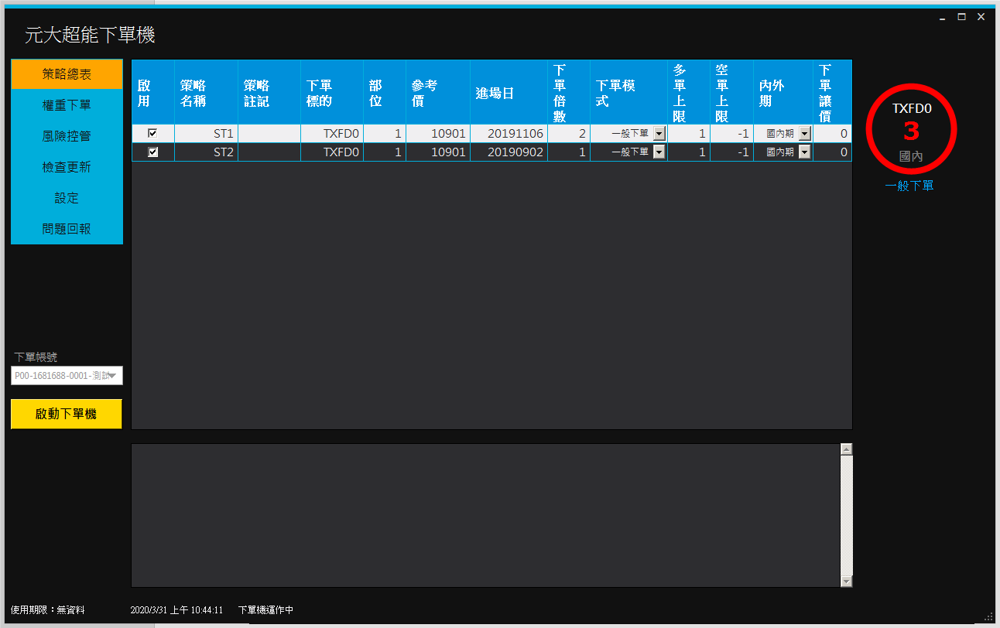 元大超能下單機
策略總表
權重下單
風險控管
檢查更新
設定
問題回報
下單帳號
P00-1681688-0001-測試
啟動下單機
啟用 策略名稱 策略註記 下單標的 部位 參考價 進場日 下單倍數 下單模式 多單上限 空單上限 內外期 下單讓價
ST1 TXFD0 1 10901 20191106 2 一般下單 1 -1 國內期 0
ST2 TXFD0 1 10901 20190902 1 一般下單 1 -1 國內期 0
TXFD0
3
國內
一般下單
使用期限：無資料 2020/3/31 上午 10:44:11 下單機運作中